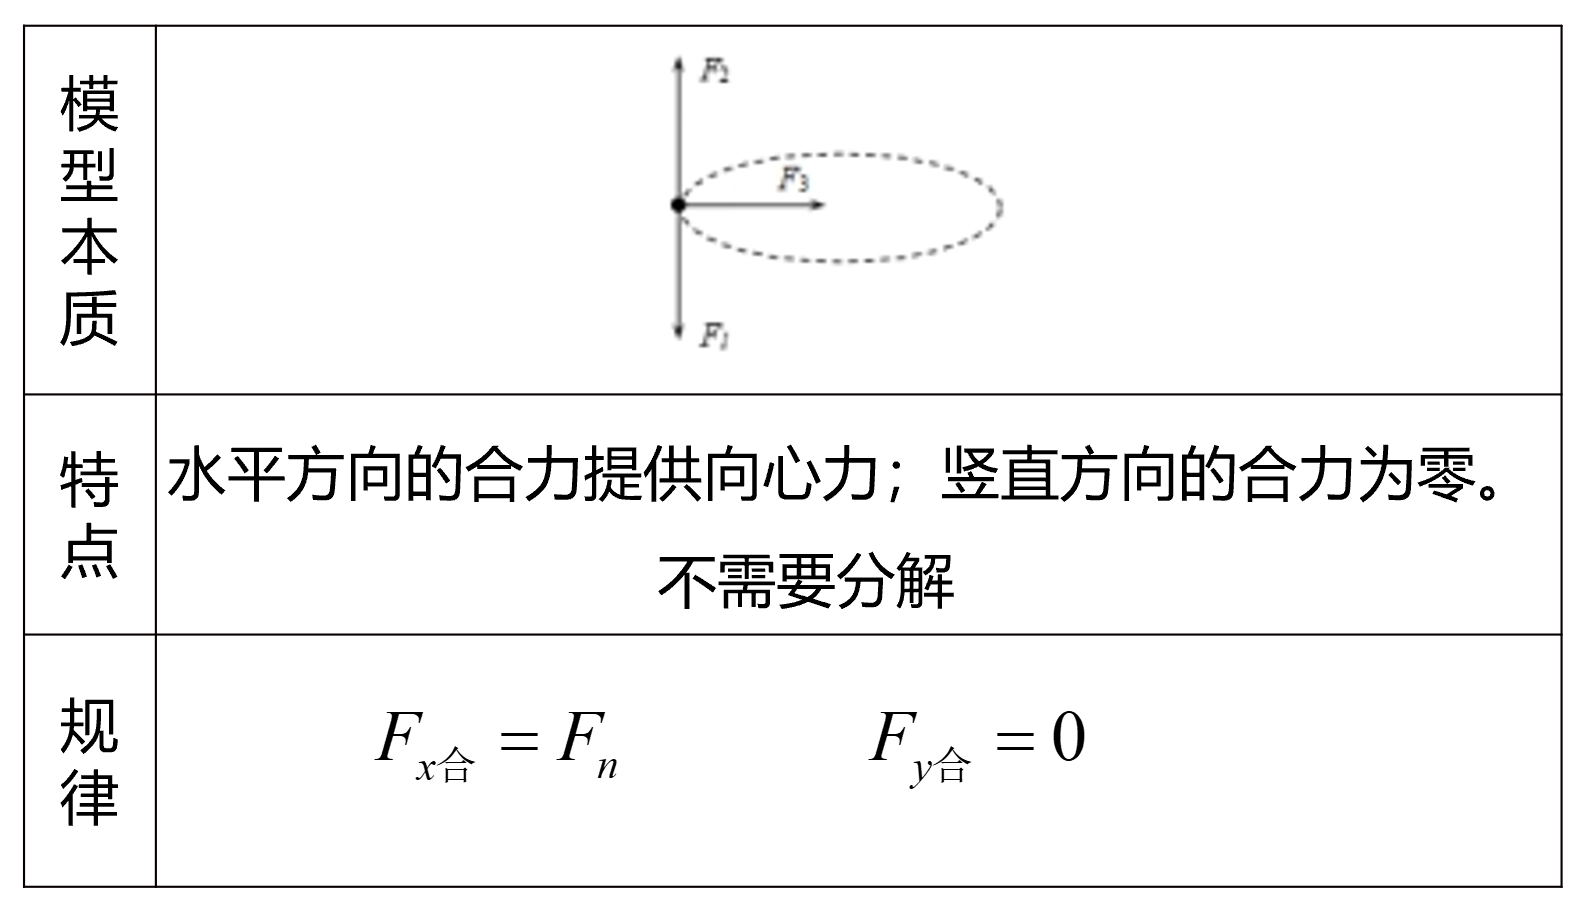 模型本质
F₂
F₃
F₁
特点
水平方向的合力提供向心力；竖直方向的合力为零。
不需要分解
规律
Fₓ合 = Fₙ
F_y合 = 0